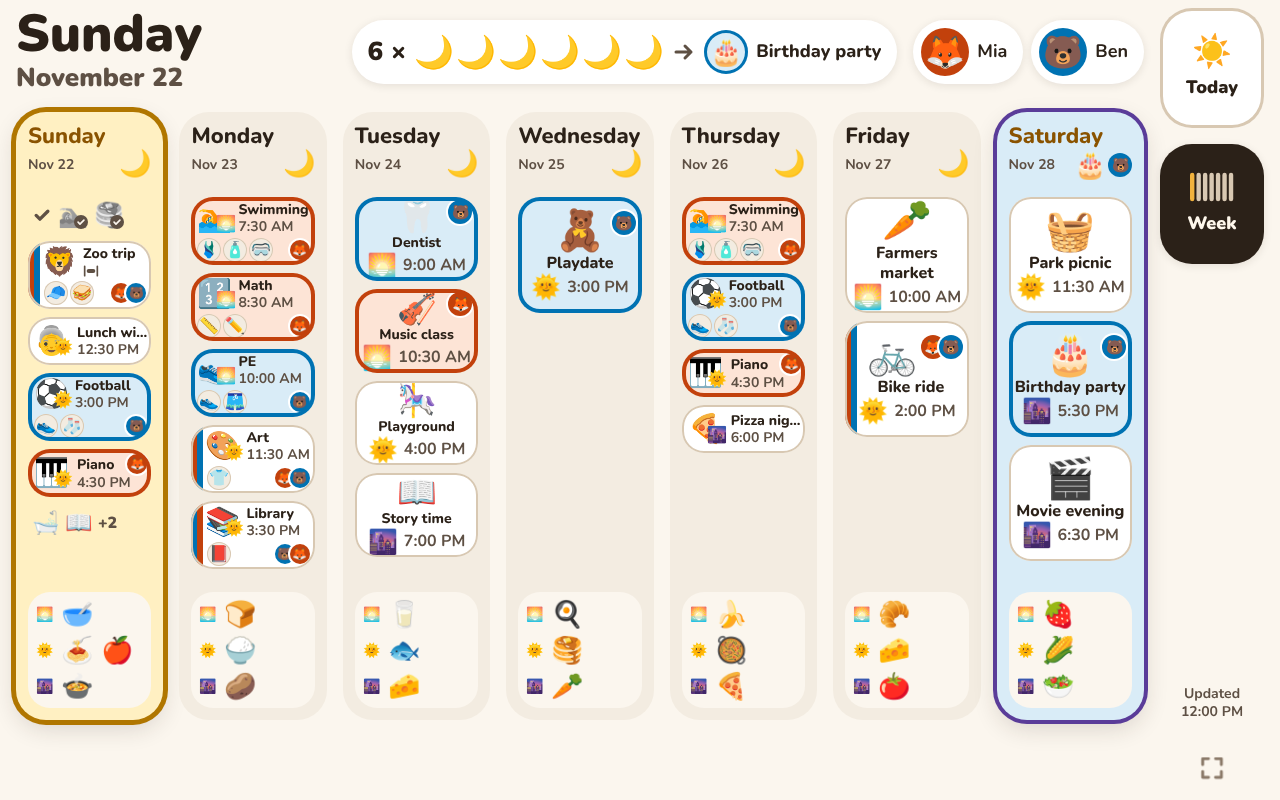 Sunday
November 22
6 × → Birthday party
Mia
Ben
Today
Week
Sunday
Nov 22
Zoo trip
Lunch wi...
12:30 PM
Football
3:00 PM
Piano
4:30 PM
+2
Monday
Nov 23
Swimming
7:30 AM
Math
8:30 AM
PE
10:00 AM
Art
11:30 AM
Library
3:30 PM
Tuesday
Nov 24
Dentist
9:00 AM
Music class
10:30 AM
Playground
4:00 PM
Story time
7:00 PM
Wednesday
Nov 25
Playdate
3:00 PM
Thursday
Nov 26
Swimming
7:30 AM
Football
3:00 PM
Piano
4:30 PM
Pizza nig...
6:00 PM
Friday
Nov 27
Farmers
market
10:00 AM
Bike ride
2:00 PM
Saturday
Nov 28
Park picnic
11:30 AM
Birthday party
5:30 PM
Movie evening
6:30 PM
Updated
12:00 PM